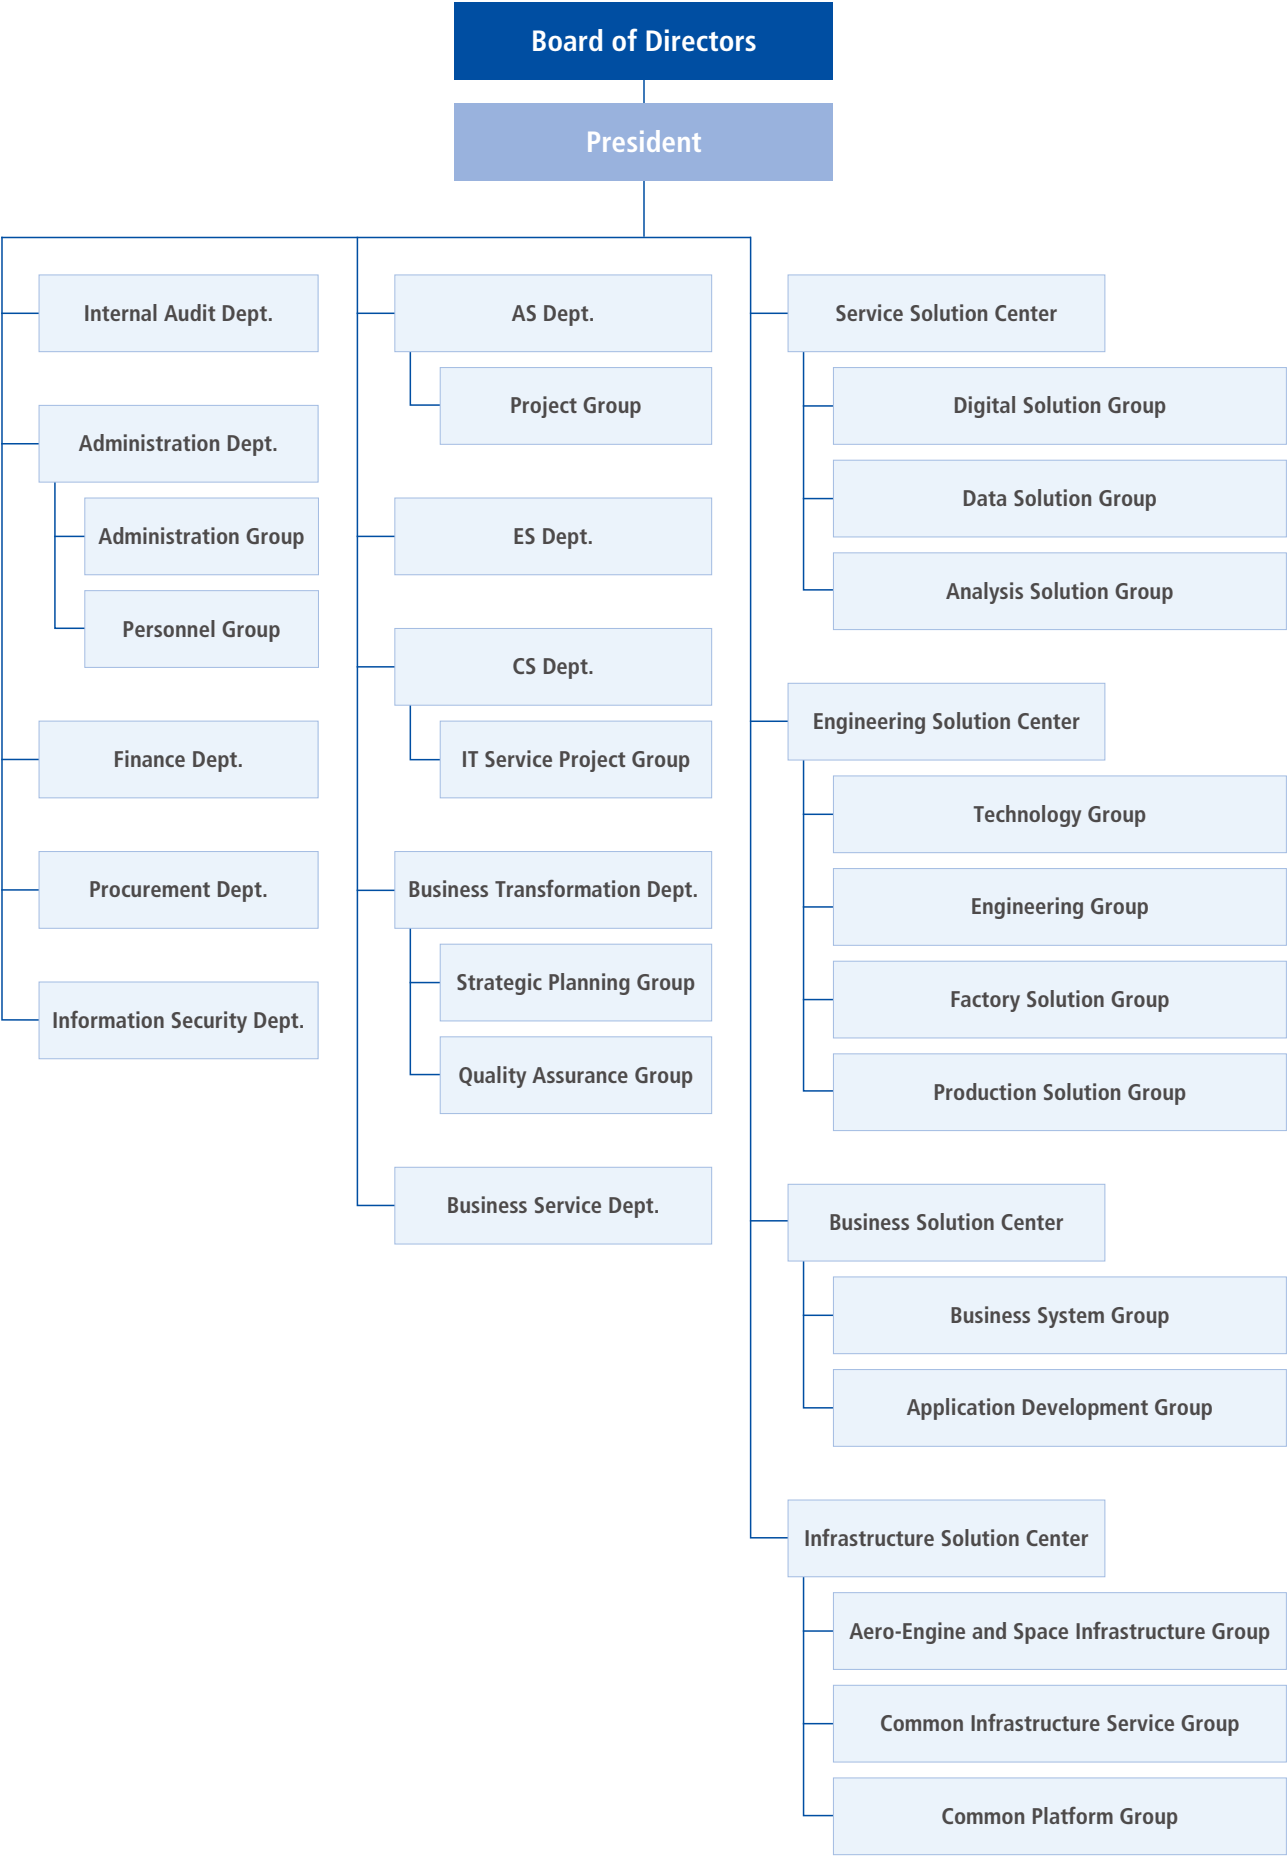 Board of Directors
President
Internal Audit Dept.
Administration Dept.
Administration Group
Personnel Group
Finance Dept.
Procurement Dept.
Information Security Dept.
AS Dept.
Project Group
ES Dept.
CS Dept.
IT Service Project Group
Business Transformation Dept.
Strategic Planning Group
Quality Assurance Group
Business Service Dept.
Service Solution Center
Digital Solution Group
Data Solution Group
Analysis Solution Group
Engineering Solution Center
Technology Group
Engineering Group
Factory Solution Group
Production Solution Group
Business Solution Center
Business System Group
Application Development Group
Infrastructure Solution Center
Aero-Engine and Space Infrastructure Group
Common Infrastructure Service Group
Common Platform Group